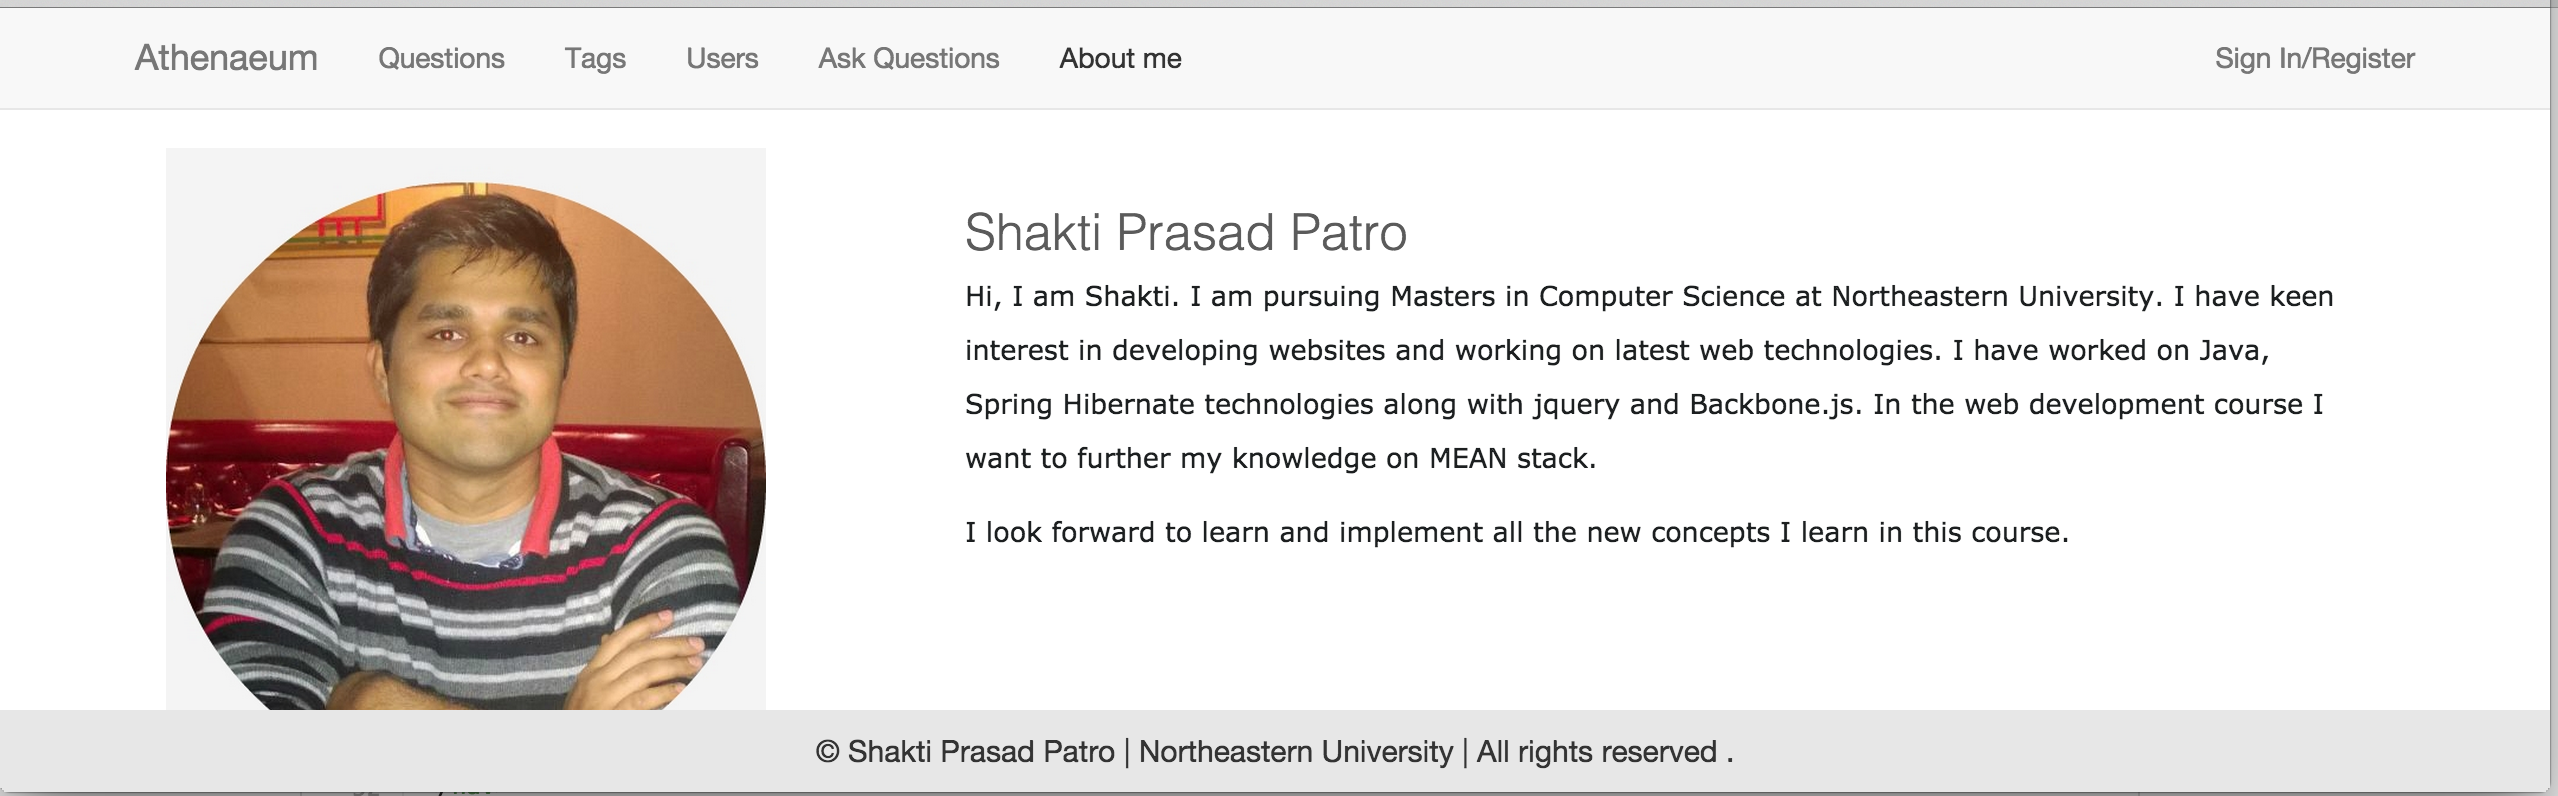 Athenaeum Questions Tags Users Ask Questions About me Sign In/Register
Shakti Prasad Patro
Hi, I am Shakti. I am pursuing Masters in Computer Science at Northeastern University. I have keen
interest in developing websites and working on latest web technologies. I have worked on Java,
Spring Hibernate technologies along with jquery and Backbone.js. In the web development course I
want to further my knowledge on MEAN stack.
I look forward to learn and implement all the new concepts I learn in this course.
© Shakti Prasad Patro | Northeastern University | All rights reserved .